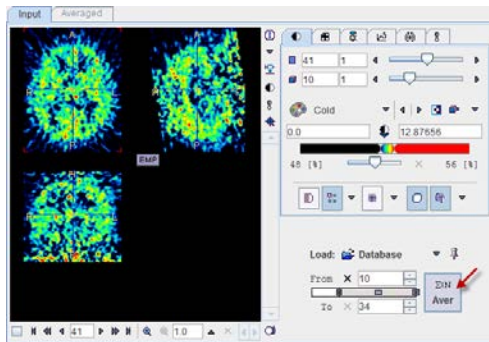 Input Averaged
A A
R L A P
P P
EMP
41 1
10 1
Cold
0.0 12.87656
48 [%] 56 [%]
Load: Database
From 10
To 34
Σ/N
Aver
41 1.0